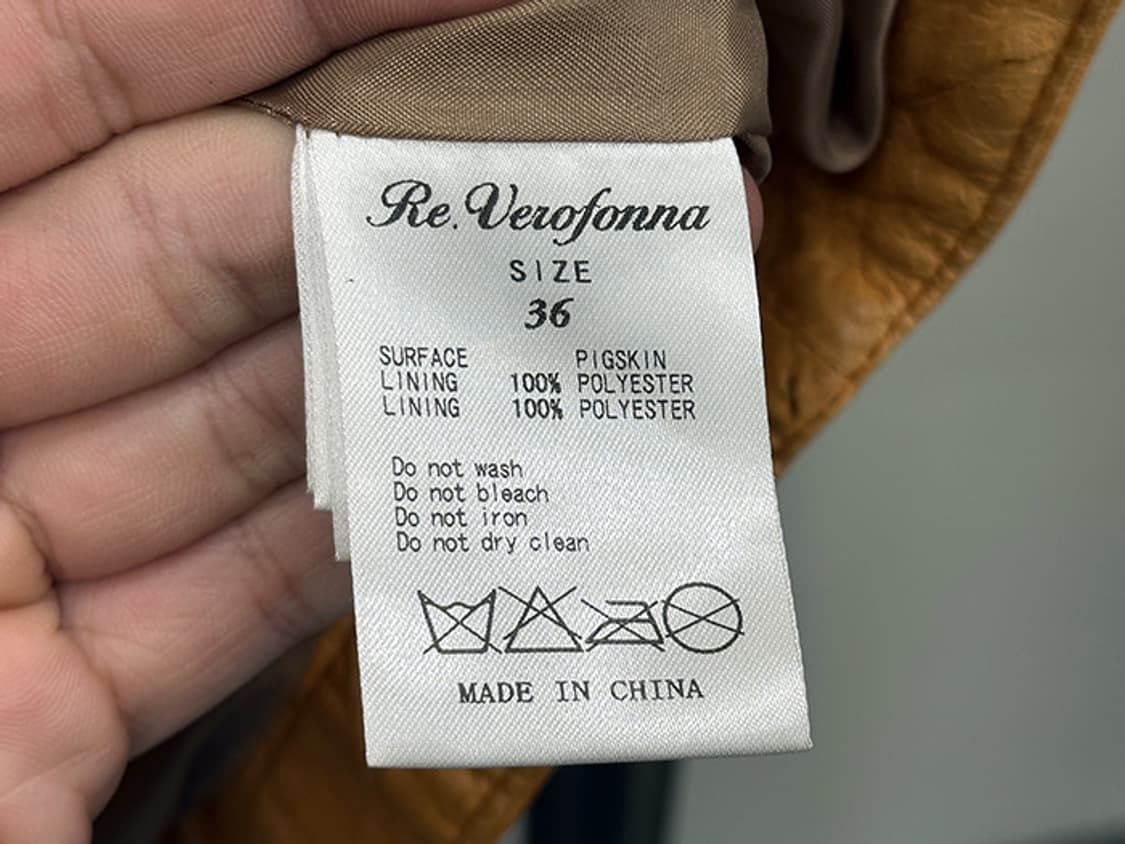 Re. Verofonna
SIZE
36
SURFACE PIGSKIN
LINING 100% POLYESTER
LINING 100% POLYESTER
Do not wash
Do not bleach
Do not iron
Do not dry clean
MADE IN CHINA